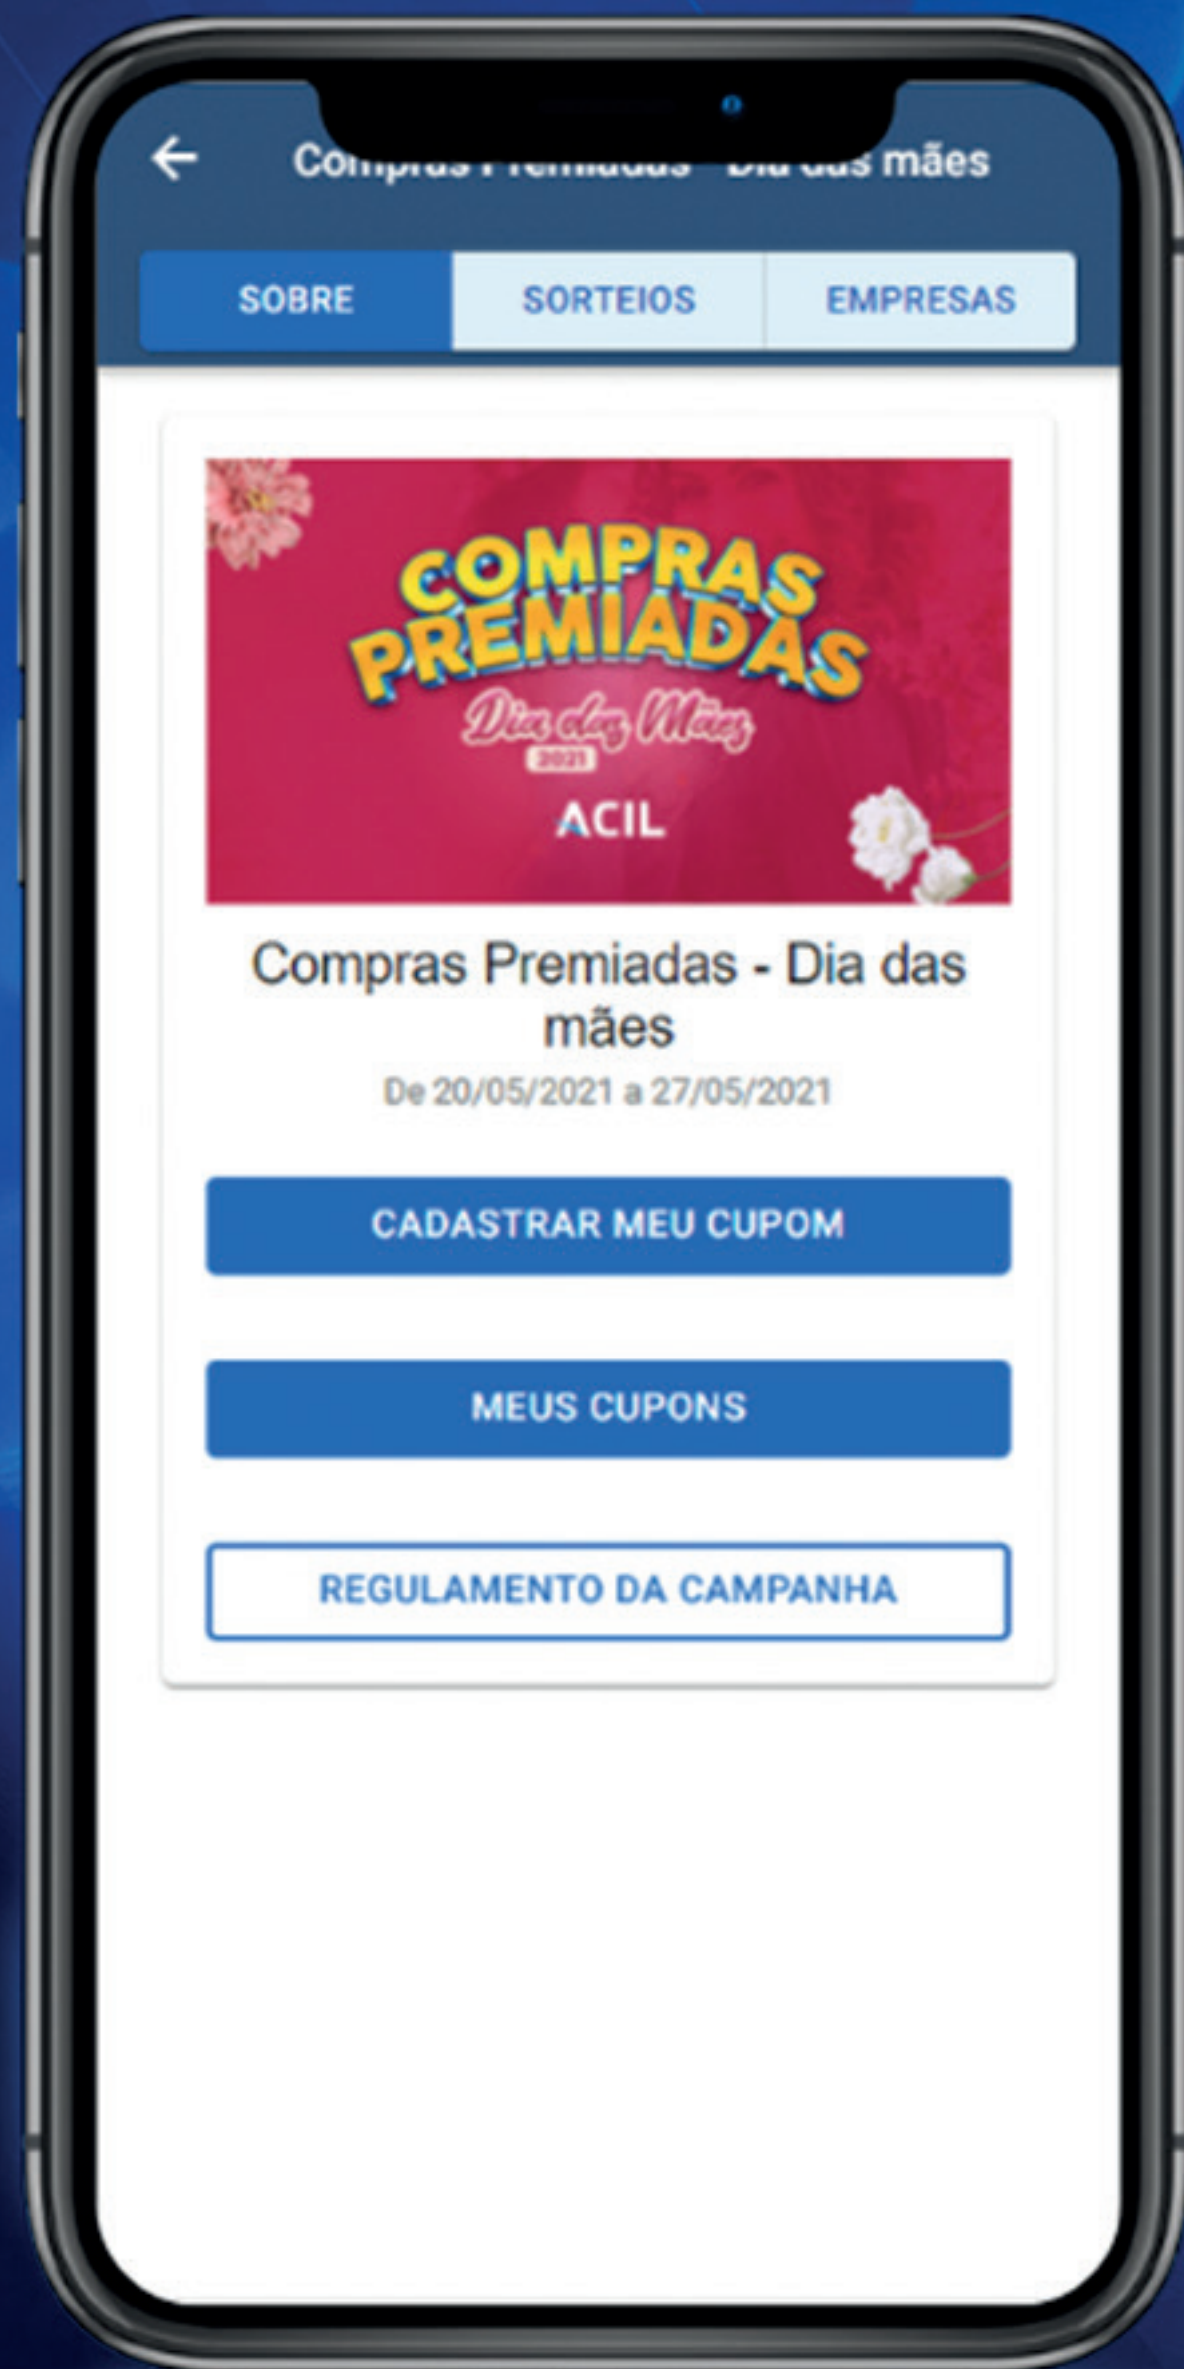 Compras Premiadas - Dia das mães
SOBRE
SORTEIOS
EMPRESAS
COMPRAS
PREMIADAS
Dia das Mães
2021
ACIL
Compras Premiadas - Dia das
mães
De 20/05/2021 a 27/05/2021
CADASTRAR MEU CUPOM
MEUS CUPONS
REGULAMENTO DA CAMPANHA